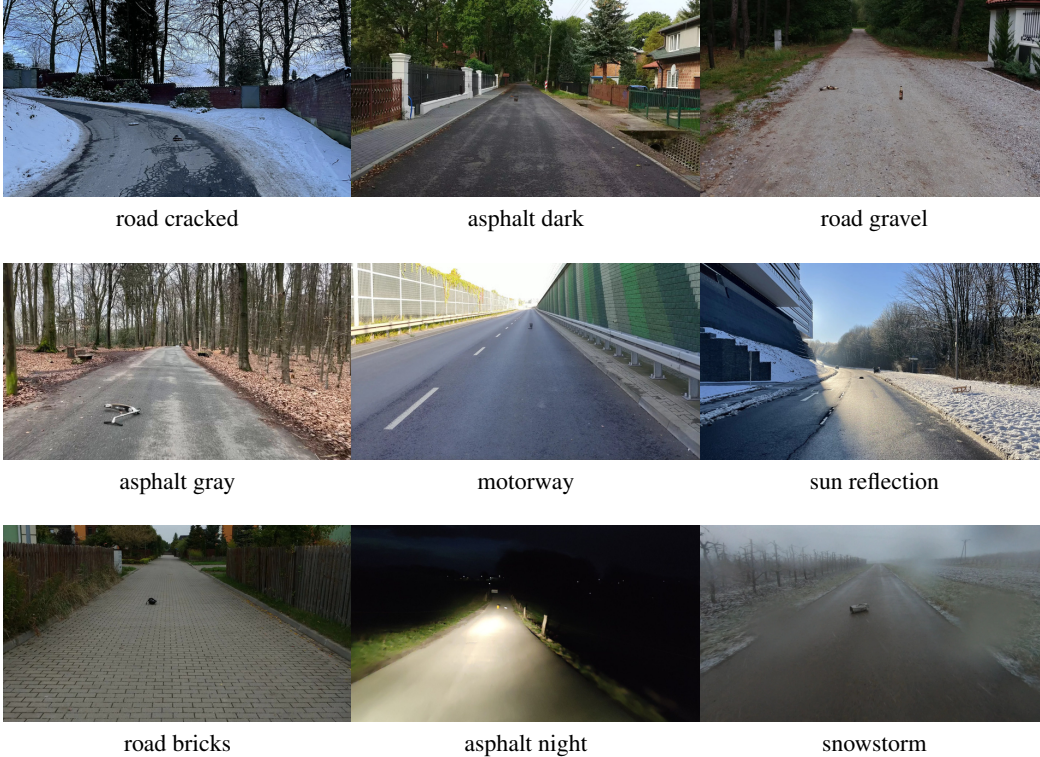 road cracked
asphalt dark
road gravel
asphalt gray
motorway
sun reflection
road bricks
asphalt night
snowstorm